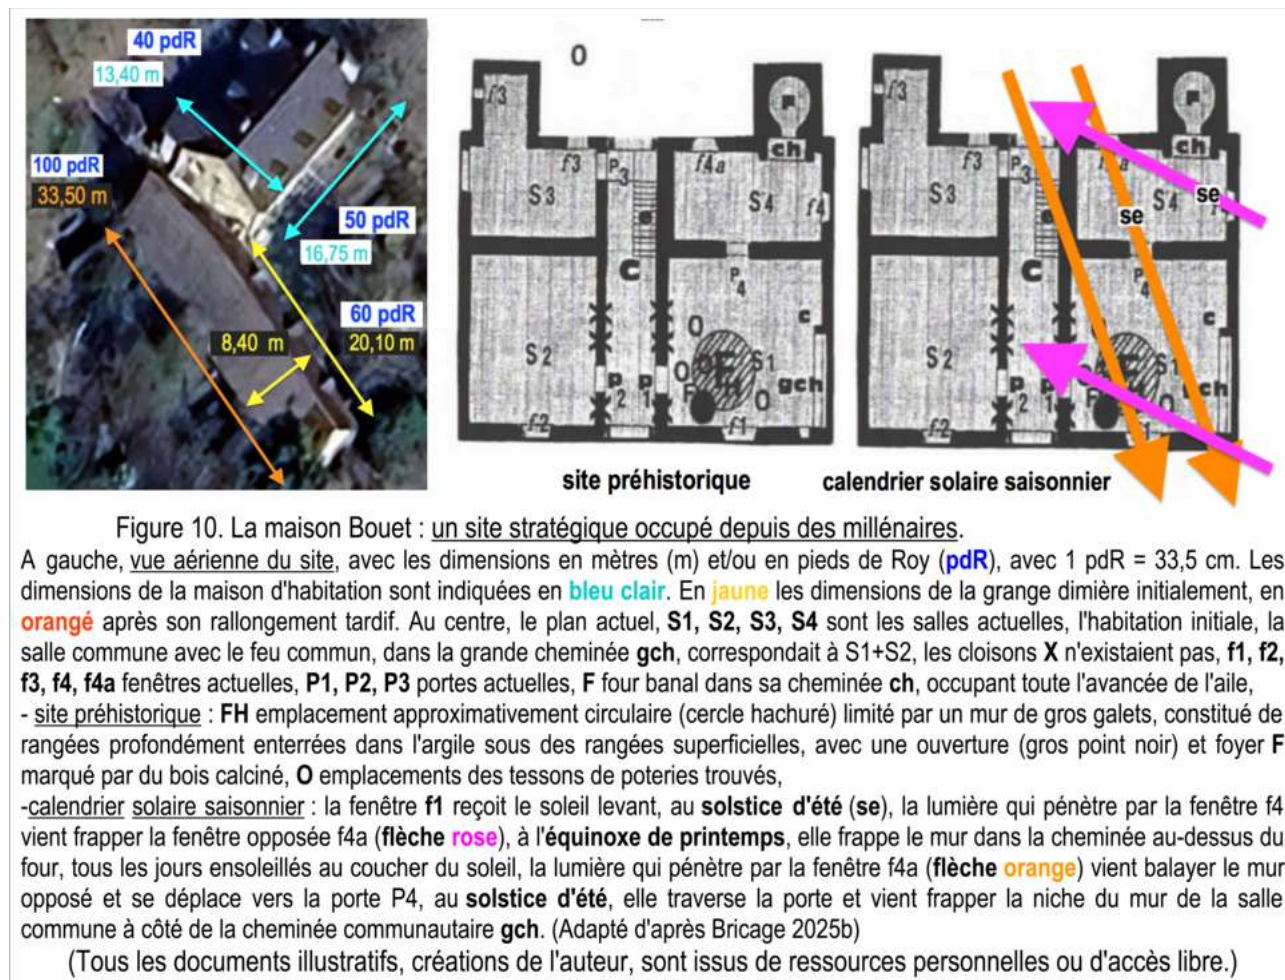 40 pdR
13,40 m
100 pdR
33,50 m
50 pdR
16,75 m
60 pdR
8,40 m
20,10 m
O
f3
F
ch
f3
P3
f4a
S3
e
S4
f4
C
P4
c
O
S2
O
S1
gch
P2
P1
F
O
f2
f1
f3
F
ch
f3
P3
se
S3
e
se
S4
C
P4
c
S2
S1
P2
P1
F
f2
site préhistorique
calendrier solaire saisonnier
Figure 10. La maison Bouet : un site stratégique occupé depuis des millénaires.
A gauche, vue aérienne du site, avec les dimensions en mètres (m) et/ou en pieds de Roy (pdR), avec 1 pdR = 33,5 cm. Les
dimensions de la maison d'habitation sont indiquées en bleu clair. En jaune les dimensions de la grange dimière initialement, en
orangé après son rallongement tardif. Au centre, le plan actuel, S1, S2, S3, S4 sont les salles actuelles, l'habitation initiale, la
salle commune avec le feu commun, dans la grande cheminée gch, correspondait à S1+S2, les cloisons X n'existaient pas, f1, f2,
f3, f4, f4a fenêtres actuelles, P1, P2, P3 portes actuelles, F four banal dans sa cheminée ch, occupant toute l'avancée de l'aile,
- site préhistorique : FH emplacement approximativement circulaire (cercle hachuré) limité par un mur de gros galets, constitué de
rangées profondément enterrées dans l'argile sous des rangées superficielles, avec une ouverture (gros point noir) et foyer F
marqué par du bois calciné, O emplacements des tessons de poteries trouvés,
-calendrier solaire saisonnier : la fenêtre f1 reçoit le soleil levant, au solstice d'été (se), la lumière qui pénètre par la fenêtre f4
vient frapper la fenêtre opposée f4a (flèche rose), à l'équinoxe de printemps, elle frappe le mur dans la cheminée au-dessus du
four, tous les jours ensoleillés au coucher du soleil, la lumière qui pénètre par la fenêtre f4a (flèche orange) vient balayer le mur
opposé et se déplace vers la porte P4, au solstice d'été, elle traverse la porte et vient frapper la niche du mur de la salle
commune à côté de la cheminée communautaire gch. (Adapté d'après Bricage 2025b)
(Tous les documents illustratifs, créations de l'auteur, sont issus de ressources personnelles ou d'accès libre.)